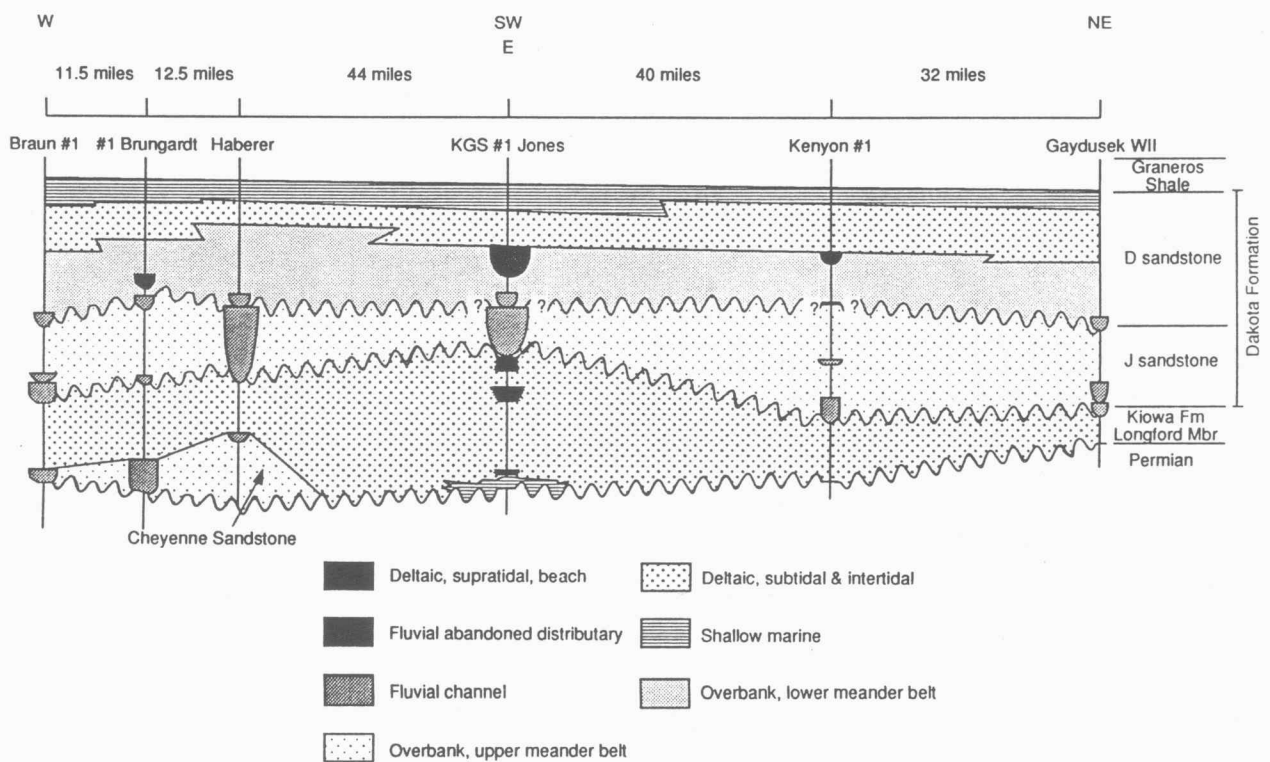 W
SW
E
NE
11.5 miles 12.5 miles 44 miles 40 miles 32 miles
Braun #1 #1 Brungardt Haberer KGS #1 Jones Kenyon #1 Gaydusek WII
Graneros
Shale
D sandstone
Dakota Formation
? ? ? ?
J sandstone
Kiowa Fm
Longford Mbr
Permian
Cheyenne Sandstone
Deltaic, supratidal, beach
Deltaic, subtidal & intertidal
Fluvial abandoned distributary
Shallow marine
Fluvial channel
Overbank, lower meander belt
Overbank, upper meander belt